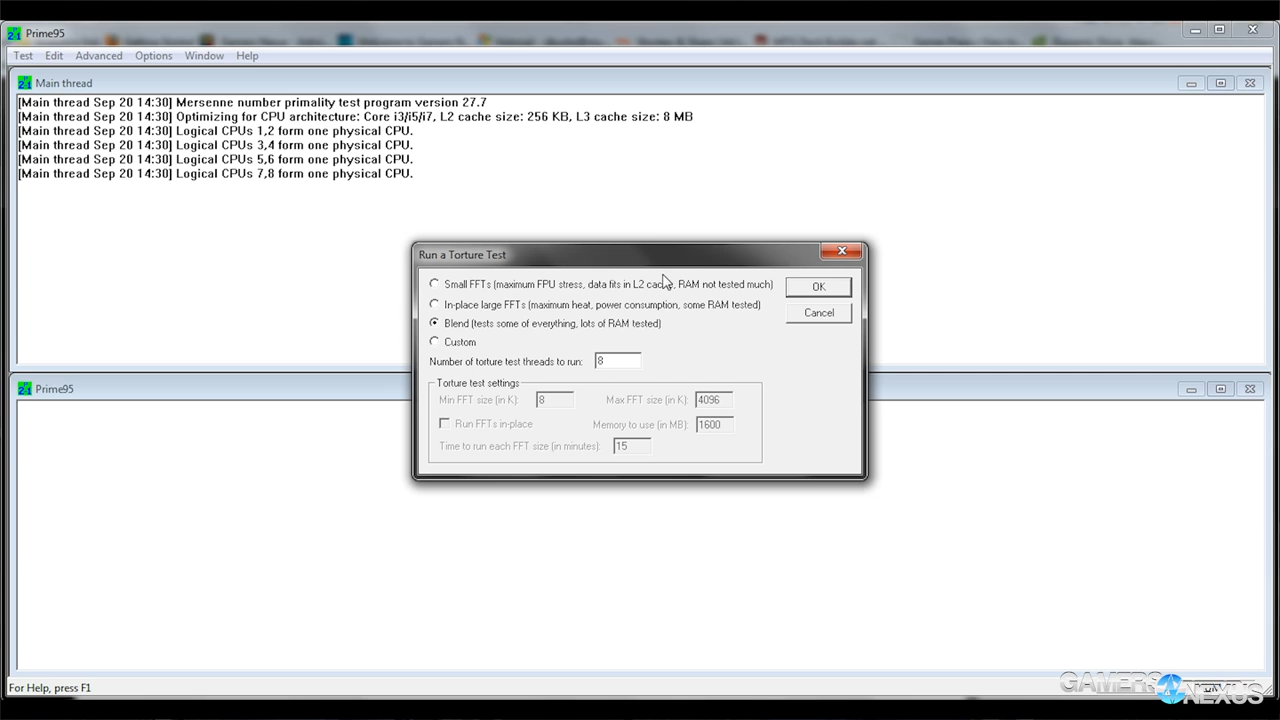 Prime95
Test Edit Advanced Options Window Help
Main thread
[Main thread Sep 20 14:30] Mersenne number primality test program version 27.7
[Main thread Sep 20 14:30] Optimizing for CPU architecture: Core i3/i5/i7, L2 cache size: 256 KB, L3 cache size: 8 MB
[Main thread Sep 20 14:30] Logical CPUs 1,2 form one physical CPU.
[Main thread Sep 20 14:30] Logical CPUs 3,4 form one physical CPU.
[Main thread Sep 20 14:30] Logical CPUs 5,6 form one physical CPU.
[Main thread Sep 20 14:30] Logical CPUs 7,8 form one physical CPU.
Run a Torture Test
Small FFTs (maximum FPU stress, data fits in L2 cache, RAM not tested much)
OK
In-place large FFTs (maximum heat, power consumption, some RAM tested)
Cancel
Blend (tests some of everything, lots of RAM tested)
Custom
Number of torture test threads to run: 8
Torture test settings
Min FFT size (in K): 8 Max FFT size (in K): 4096
Run FFTs in-place Memory to use (in MB): 1600
Time to run each FFT size (in minutes): 15
Prime95
For Help, press F1
GAMERS NEXUS